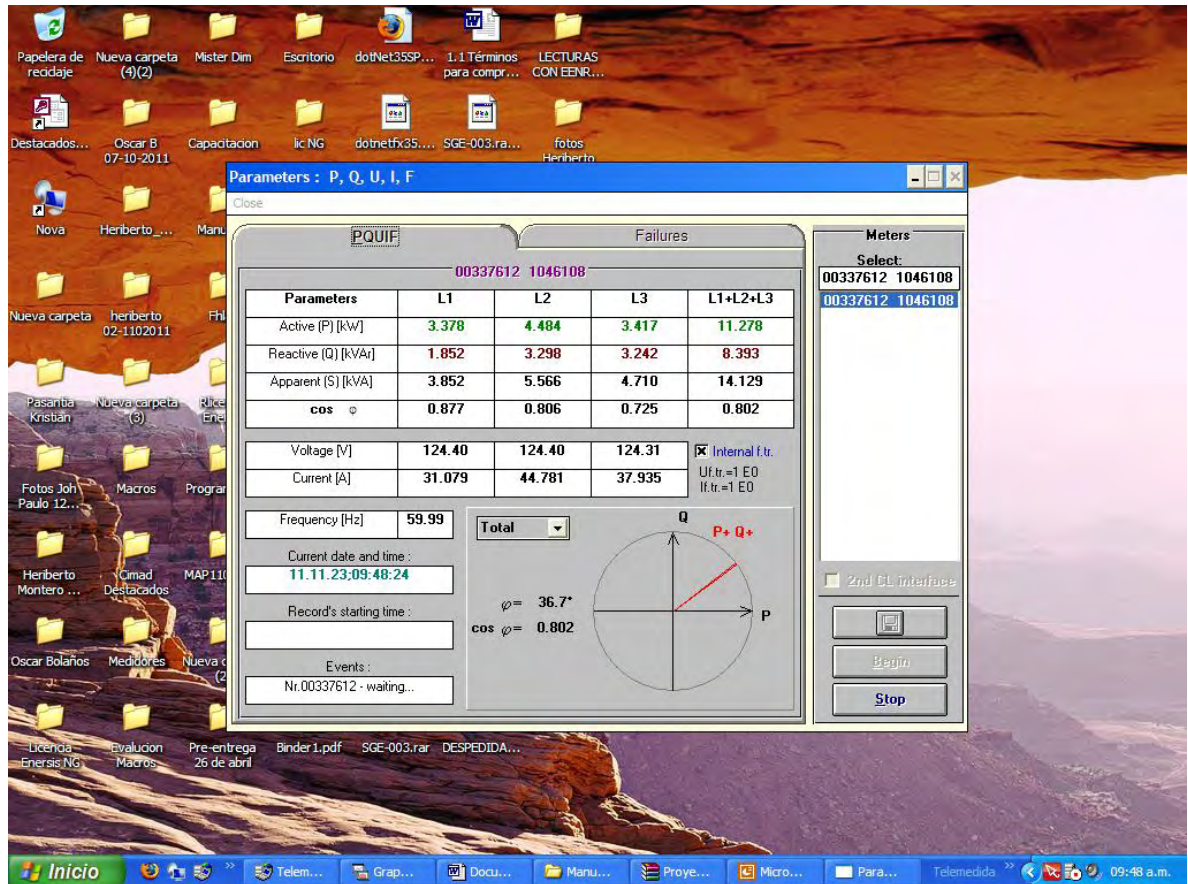 Papelera de reciclaje
Nueva carpeta (4)(2)
Mister Dim
Escritorio
dotNet35SP...
1.1 Términos para compr...
LECTURAS CON EENR...
Destacados...
Oscar B 07-10-2011
Capacitacion
lic NG
dotnetfx35....
SGE-003.ra...
fotos Heriberto
Nova
Heriberto_...
Manu
Nueva carpeta
heriberto 02-1102011
Pasantia Kristian
Nueva carpeta (3)
Fotos Joh Paulo 12...
Macros
Program
Heriberto Montero ...
Cimad Destacados
MAP110
Oscar Bolaños
Medidores
Nueva c (2
Licencia Enersis NG
Evalucion Macros
Pre-entrega 26 de abril
Binder1.pdf
SGE-003.rar
DESPEDIDA...
Parameters : P, Q, U, I, F
Close
PQUIF
Failures
00337612 1046108
Parameters L1 L2 L3 L1+L2+L3
Active (P) [kW] 3.378 4.484 3.417 11.278
Reactive (Q) [kVAr] 1.852 3.298 3.242 8.393
Apparent (S) [kVA] 3.852 5.566 4.710 14.129
cos φ 0.877 0.806 0.725 0.802
Voltage [V] 124.40 124.40 124.31
Current [A] 31.079 44.781 37.935
Internal f.tr.
Uf.tr.=1 E0
If.tr.=1 E0
Frequency [Hz] 59.99
Current date and time :
11.11.23;09:48:24
Record's starting time :
Events :
Nr.00337612 - waiting...
Total
Q
P+ Q+
P
φ= 36.7°
cos φ= 0.802
Meters
Select:
00337612 1046108
00337612 1046108
2nd CL interface
Begin
Stop
Inicio
Telem...
Grap...
Docu...
Manu...
Proye...
Micro...
Para...
Telemedida
09:48 a.m.